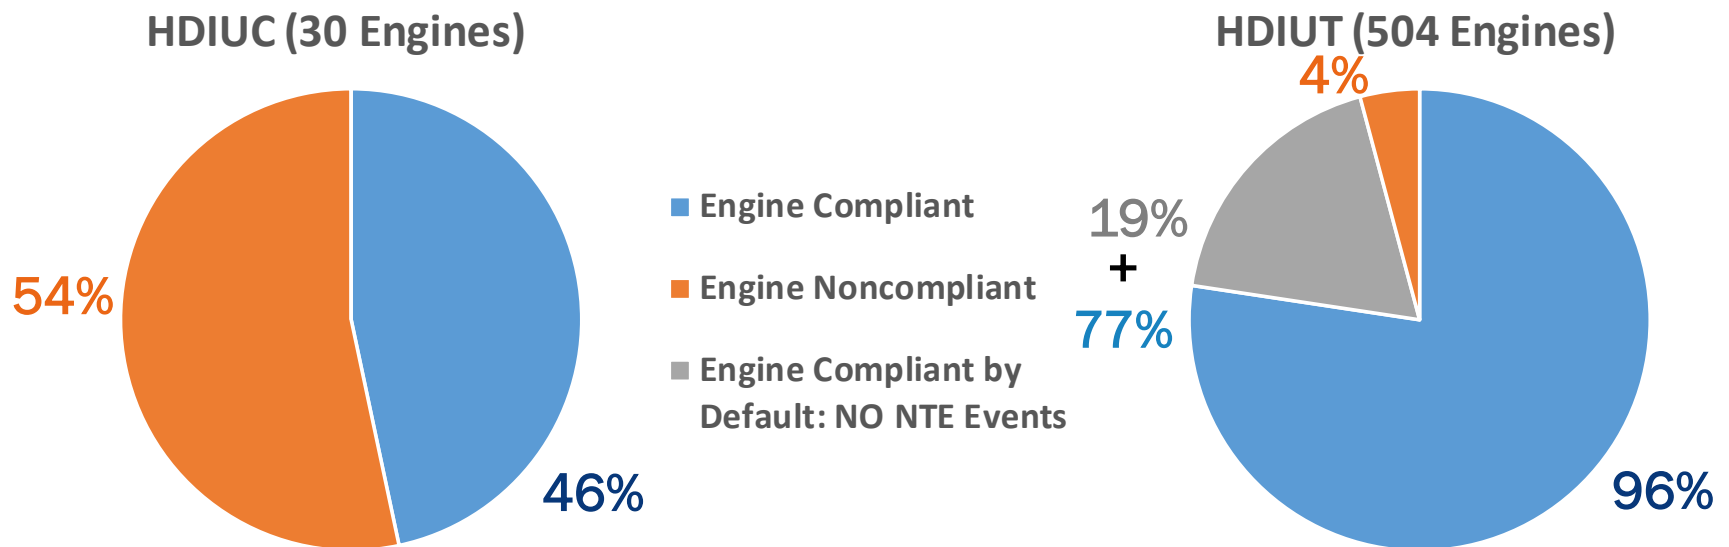 HDIUC (30 Engines)
54%
46%
Engine Compliant
Engine Noncompliant
Engine Compliant by
Default: NO NTE Events
HDIUT (504 Engines)
4%
19%
+
77%
96%